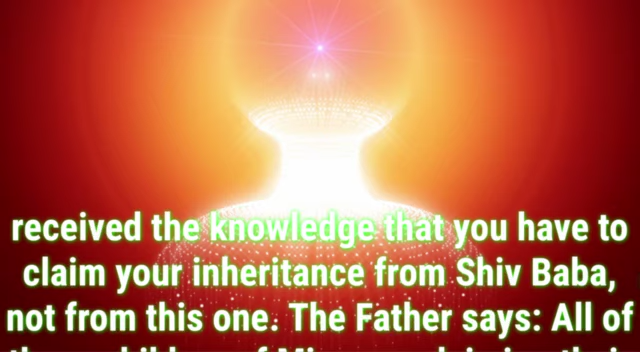 received the knowledge that you have to
claim your inheritance from Shiv Baba,
not from this one. The Father says: All of